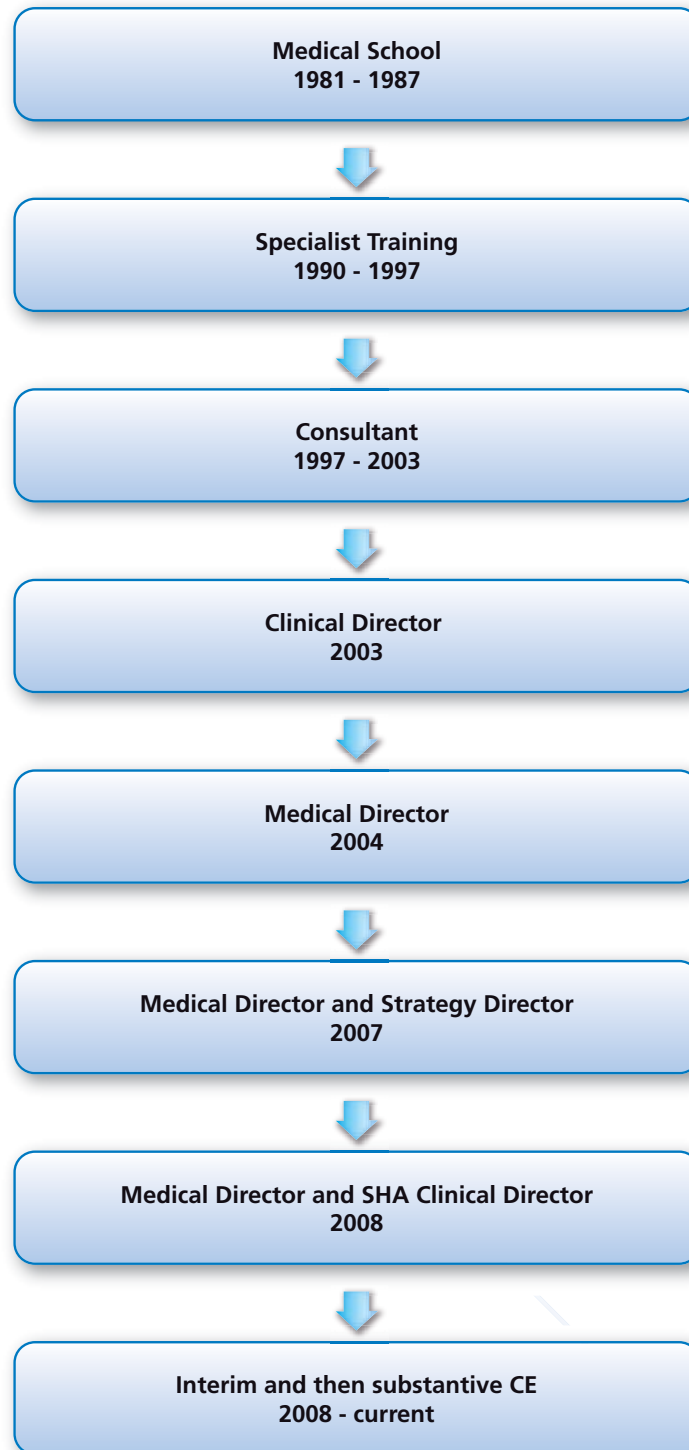 Medical School
1981 - 1987
Specialist Training
1990 - 1997
Consultant
1997 - 2003
Clinical Director
2003
Medical Director
2004
Medical Director and Strategy Director
2007
Medical Director and SHA Clinical Director
2008
Interim and then substantive CE
2008 - current